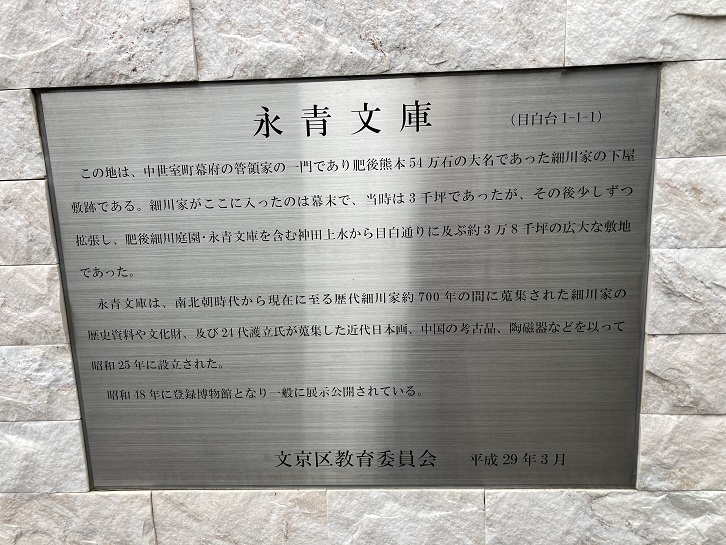 永青文庫 (目白台1-1-1)
この地は、中世室町幕府の管領家の一門であり肥後熊本54万石の大名であった細川家の下屋
敷跡である。細川家がここに入ったのは幕末で、当時は3千坪であったが、その後少しずつ
拡張し、肥後細川庭園・永青文庫を含む神田上水から目白通りに及ぶ約3万8千坪の広大な敷地
であった。
永青文庫は、南北朝時代から現在に至る歴代細川家約700年の間に蒐集された細川家の
歴史資料や文化財、及び24代護立氏が蒐集した近代日本画、中国の考古品、陶磁器などを以って
昭和25年に設立された。
昭和48年に登録博物館となり一般に展示公開されている。
文京区教育委員会 平成29年3月